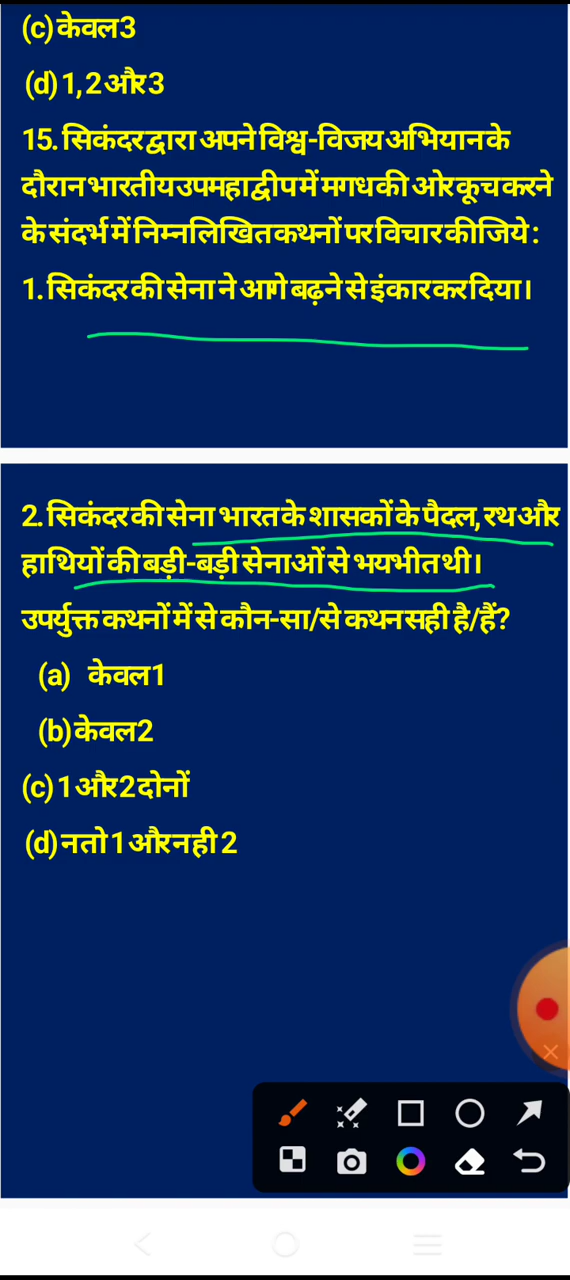 (c) केवल 3
(d) 1, 2 और 3
15. सिकंदर द्वारा अपने विश्व-विजय अभियान के
दौरान भारतीय उपमहाद्वीप में मगध की ओर कूच करने
के संदर्भ में निम्नलिखित कथनों पर विचार कीजिये :
1. सिकंदर की सेना ने आगे बढ़ने से इंकार कर दिया।
2. सिकंदर की सेना भारत के शासकों के पैदल, रथ और
हाथियों की बड़ी-बड़ी सेनाओं से भयभीत थी।
उपर्युक्त कथनों में से कौन-सा/से कथन सही है/हैं?
(a) केवल 1
(b) केवल 2
(c) 1 और 2 दोनों
(d) न तो 1 और न ही 2